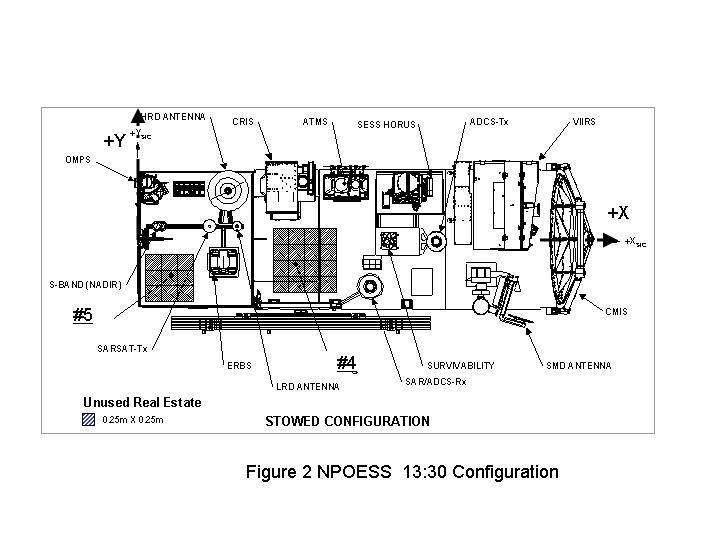 HRD ANTENNA
CRIS
ATMS
SESS HORUS
ADCS-Tx
VIIRS
+Y +YS/C
OMPS
+X
+XS/C
S-BAND (NADIR)
#5
CMIS
SARSAT-Tx
ERBS
#4
SURVIVABILITY
SMD ANTENNA
LRD ANTENNA
SAR/ADCS-Rx
Unused Real Estate
0.25m X 0.25m
STOWED CONFIGURATION
Figure 2 NPOESS 13:30 Configuration